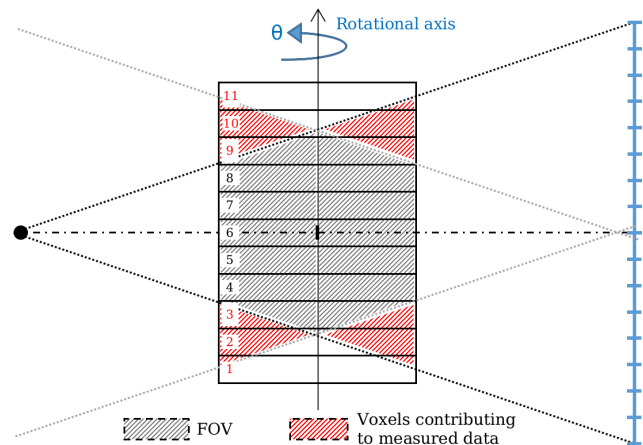 θ
Rotational axis
11
10
9
8
7
6
5
4
3
2
1
FOV
Voxels contributing
to measured data